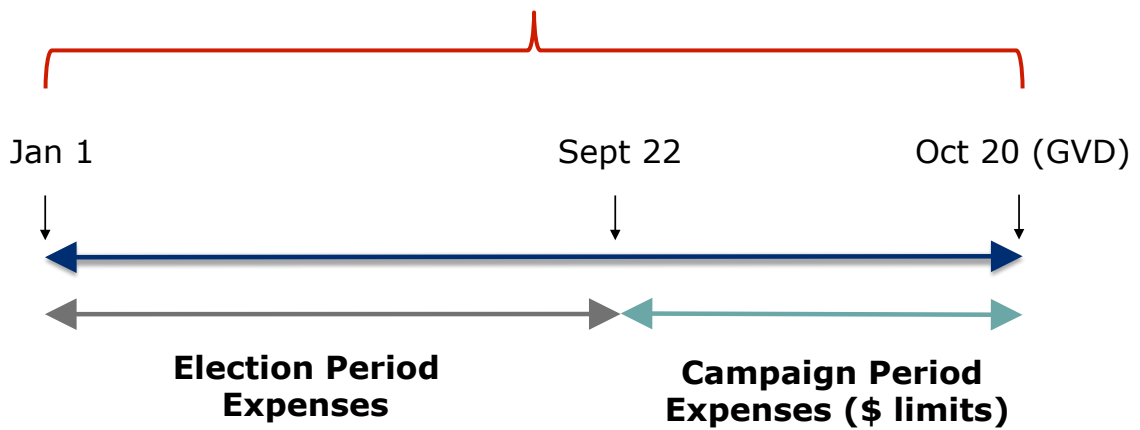 Jan 1
Sept 22
Oct 20 (GVD)
Election Period
Expenses
Campaign Period
Expenses ($ limits)